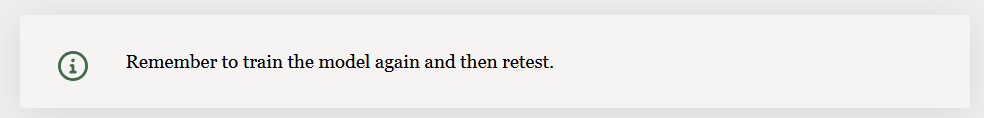 Remember to train the model again and then retest.